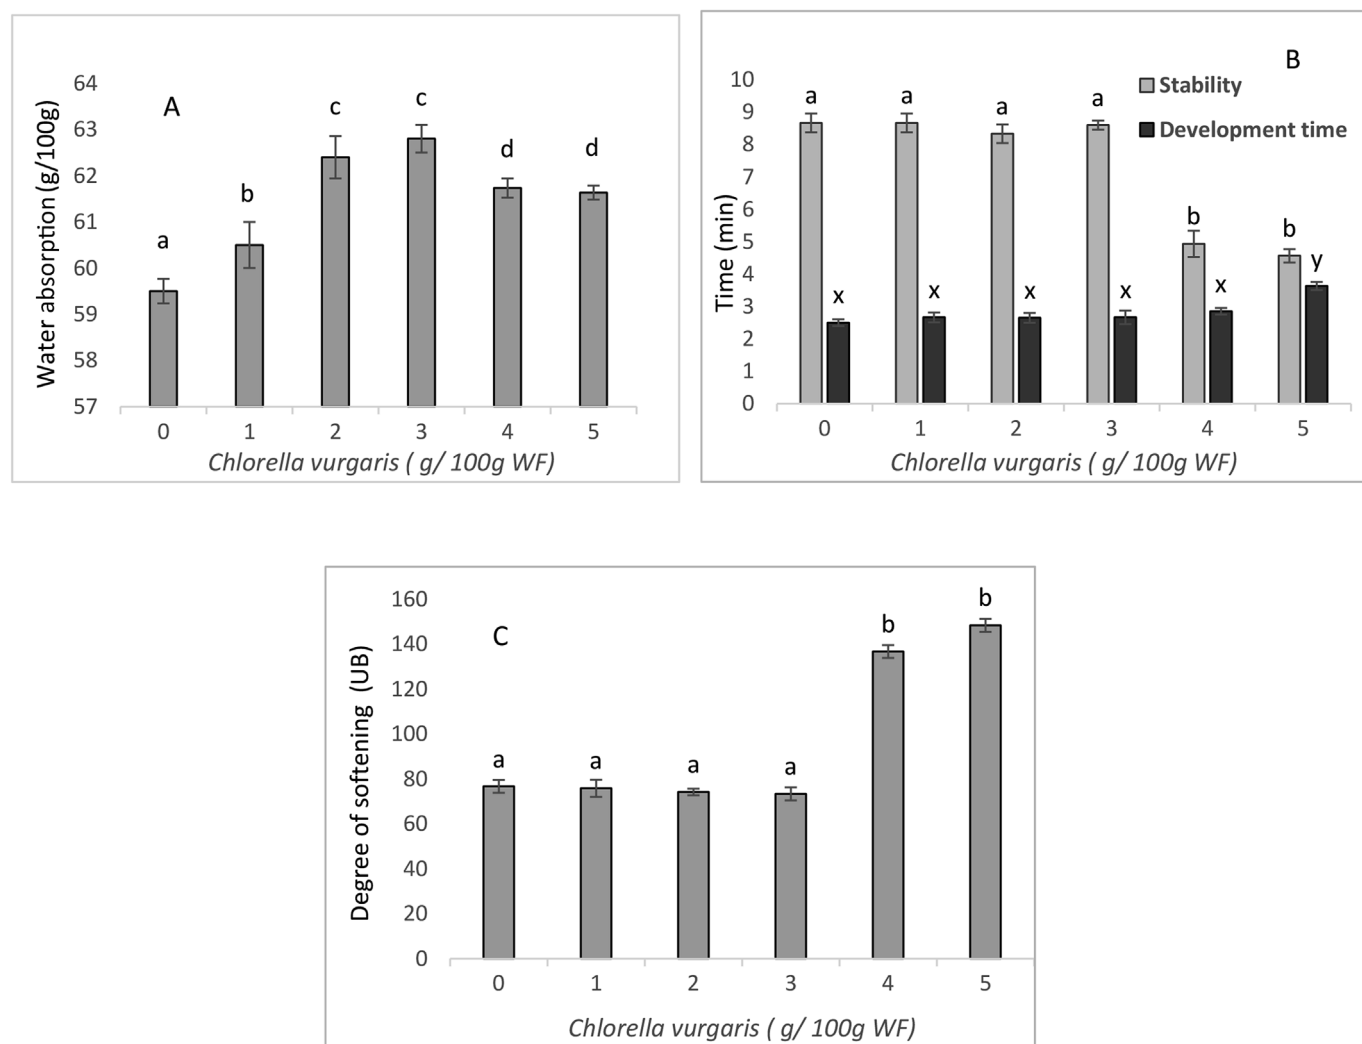 A
Water absorption (g/100g)
64
63
62
61
60
59
58
57
a
b
c
c
d
d
0 1 2 3 4 5
Chlorella vurgaris ( g/ 100g WF)
B
Stability
Development time
Time (min)
10
9
8
7
6
5
4
3
2
1
0
a a a a b b
x x x x x y
0 1 2 3 4 5
Chlorella vurgaris ( g/ 100g WF)
C
Degree of softening (UB)
160
140
120
100
80
60
40
20
0
a a a a b b
0 1 2 3 4 5
Chlorella vurgaris ( g/ 100g WF)